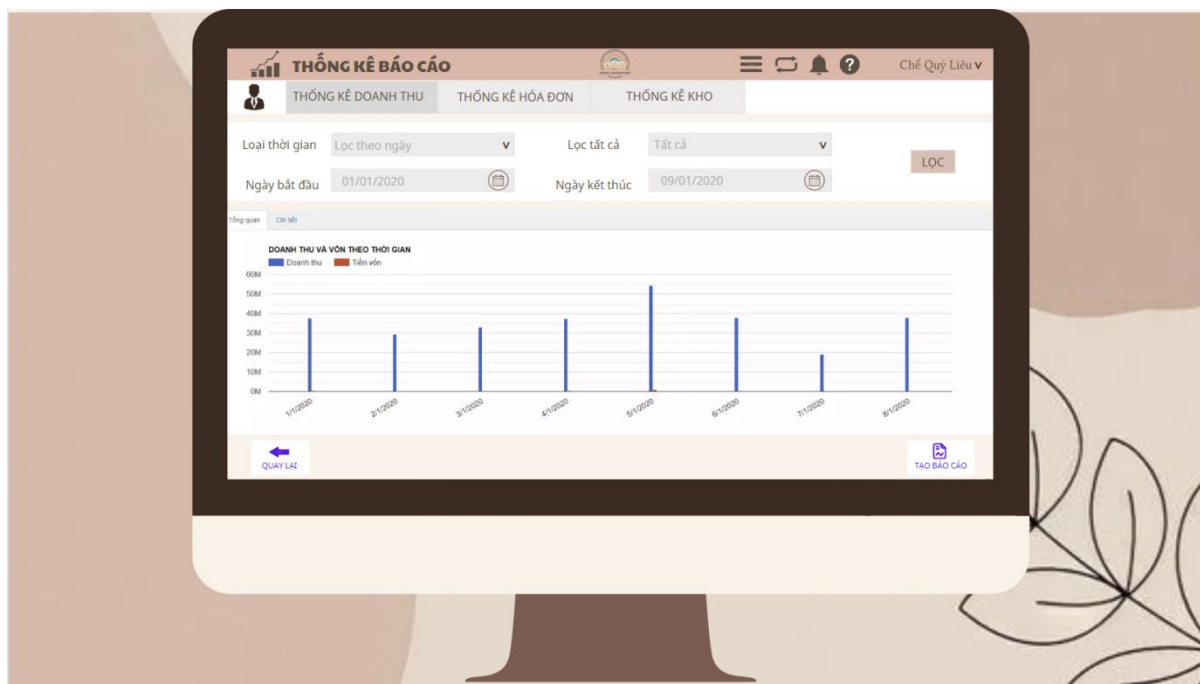 THỐNG KÊ BÁO CÁO
Chế Quý Liêu
THỐNG KÊ DOANH THU THỐNG KÊ HÓA ĐƠN THỐNG KÊ KHO
Loại thời gian Lọc theo ngày Lọc tất cả Tất cả
LỌC
Ngày bắt đầu 01/01/2020 Ngày kết thúc 09/01/2020
Tổng quan Chi tiết
DOANH THU VÀ VỐN THEO THỜI GIAN
Doanh thu Tiền vốn
60M
50M
40M
30M
20M
10M
0M
1/1/2020 2/1/2020 3/1/2020 4/1/2020 5/1/2020 6/1/2020 7/1/2020 8/1/2020
QUAY LẠI TẠO BÁO CÁO